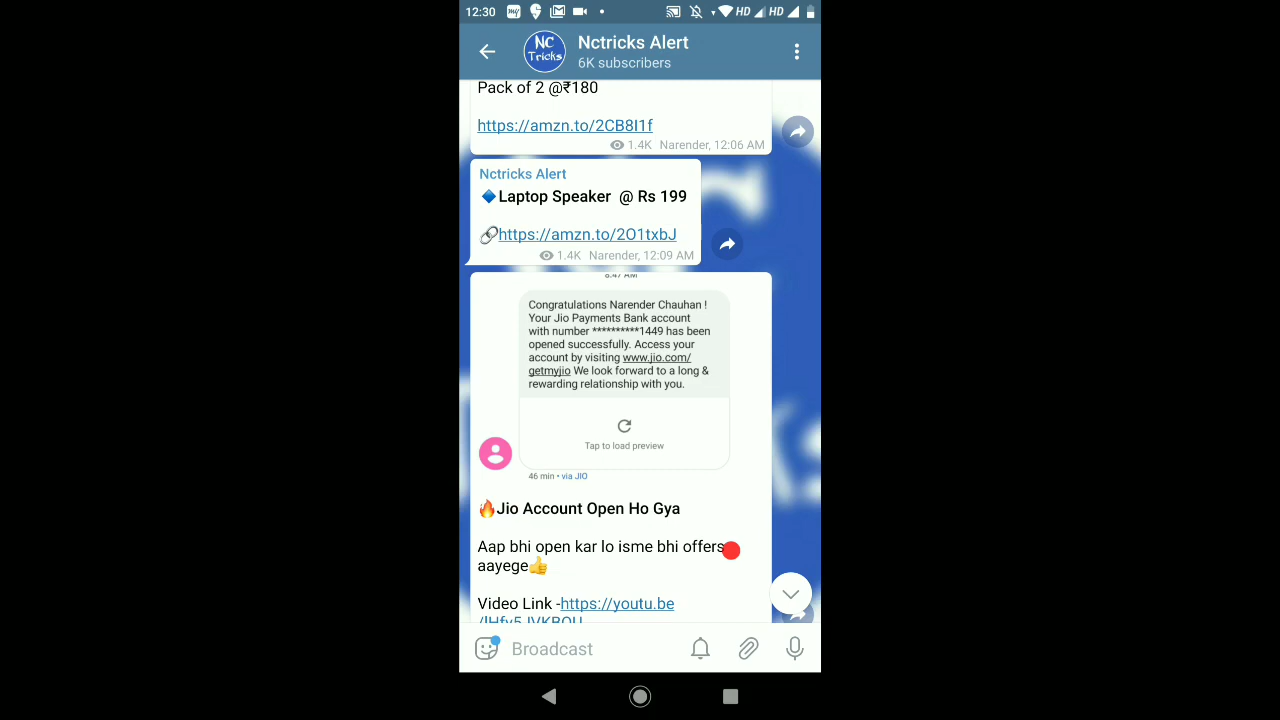 12:30
HD
HD
NC
Tricks
Nctricks Alert
6K subscribers
Pack of 2 @₹180
https://amzn.to/2CB8I1f
1.4K Narender, 12:06 AM
Nctricks Alert
Laptop Speaker @ Rs 199
https://amzn.to/2O1txbJ
1.4K Narender, 12:09 AM
8:47 AM
Congratulations Narender Chauhan !
Your Jio Payments Bank account
with number **********1449 has been
opened successfully. Access your
account by visiting www.jio.com/
getmyjio We look forward to a long &
rewarding relationship with you.
Tap to load preview
46 min • via JIO
🔥Jio Account Open Ho Gya
Aap bhi open kar lo isme bhi offers
aayege👍
Video Link -https://youtu.be
Broadcast